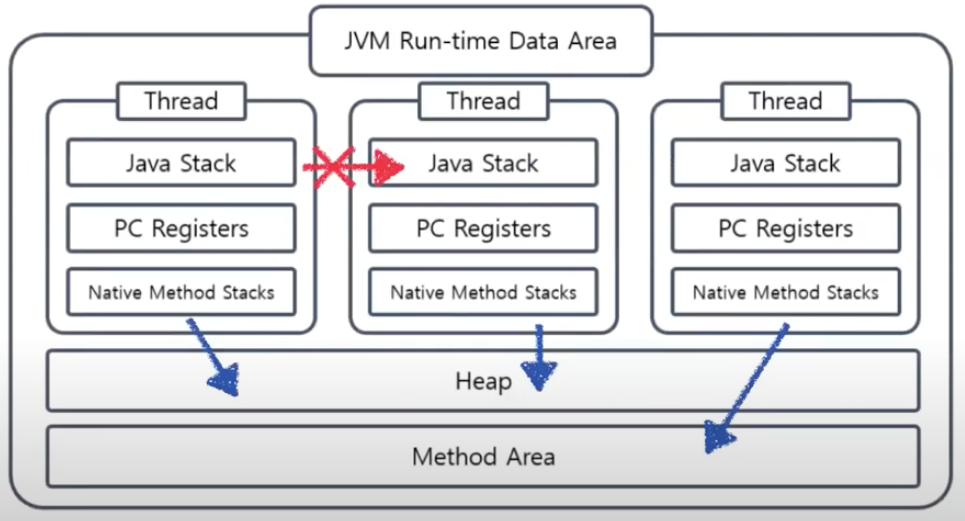 JVM Run-time Data Area
Thread
Java Stack
PC Registers
Native Method Stacks
Thread
Java Stack
PC Registers
Native Method Stacks
Thread
Java Stack
PC Registers
Native Method Stacks
Heap
Method Area